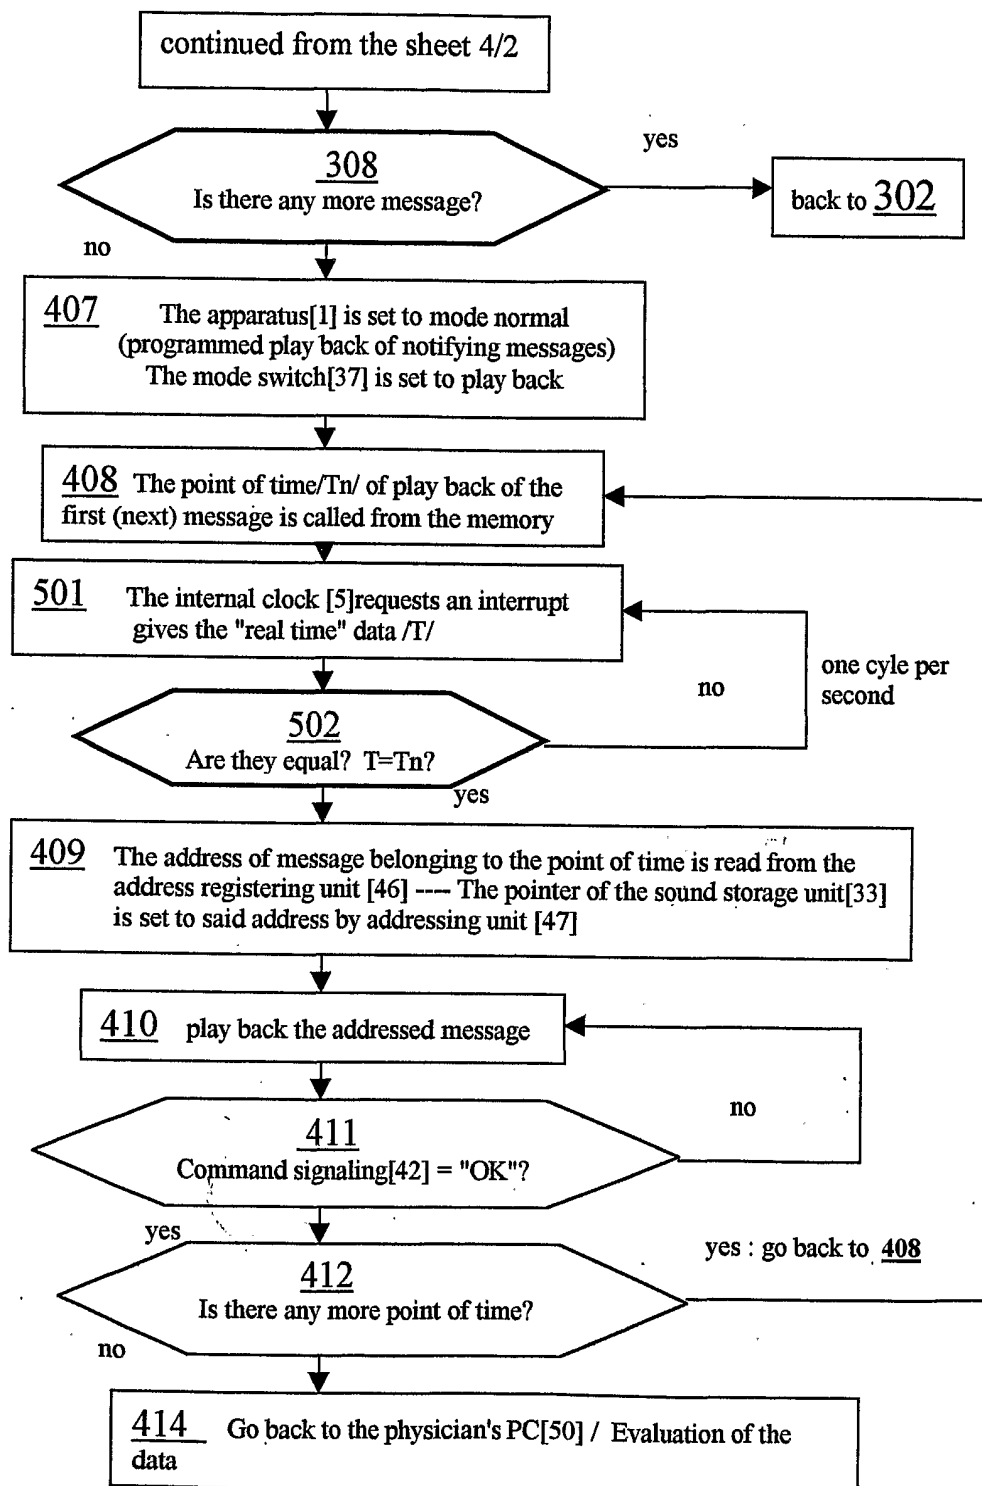 continued from the sheet 4/2
308
Is there any more message?
yes
back to 302
no
407 The apparatus[1] is set to mode normal
(programmed play back of notifying messages)
The mode switch[37] is set to play back
408 The point of time/Tn/ of play back of the
first (next) message is called from the memory
501 The internal clock [5]requests an interrupt
gives the "real time" data /T/
one cyle per
second
no
502
Are they equal? T=Tn?
yes
409 The address of message belonging to the point of time is read from the
address registering unit [46] ---- The pointer of the sound storage unit[33]
is set to said address by addressing unit [47]
410 play back the addressed message
no
411
Command signaling[42] = "OK"?
yes
yes : go back to 408
412
Is there any more point of time?
no
414 Go back to the physician's PC[50] / Evaluation of the
data